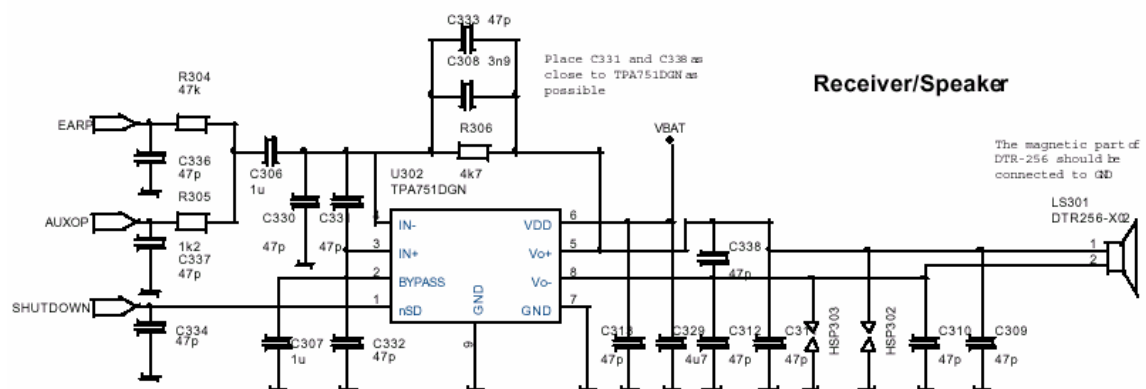 C333 47p
C308 3n9
Place C331 and C338 as
close to TPA751DGN as
possible
Receiver/Speaker
R304
47k
EARP
R306
4k7
VBAT
The magnetic part of
DTR-256 should be
connected to GND
C336
47p
C306
1u
U302
TPA751DGN
LS301
DTR256-X02
R305
1k2
AUXOP
C330
47p
C331
47p
4
IN-
VDD
6
3
IN+
Vo+
5
2
BYPASS
Vo-
8
1
nSD
GND
GND
7
9
C338
47p
1
2
C337
47p
SHUTDOWN
C334
47p
C307
1u
C332
47p
C313
47p
C329
4u7
C312
47p
47p
HSP303
HSP302
C310
47p
C309
47p